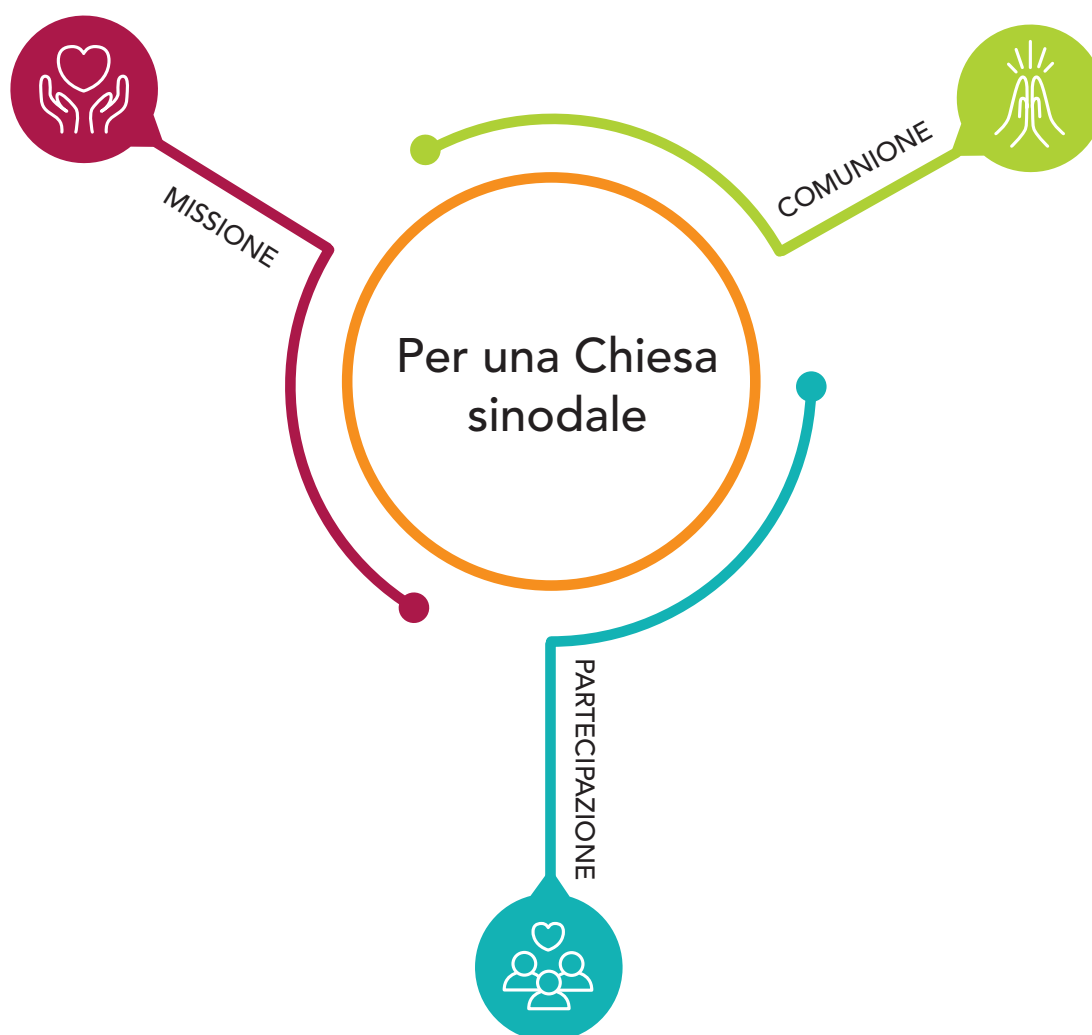 MISSIONE
COMUNIONE
Per una Chiesa
sinodale
PARTECIPAZIONE